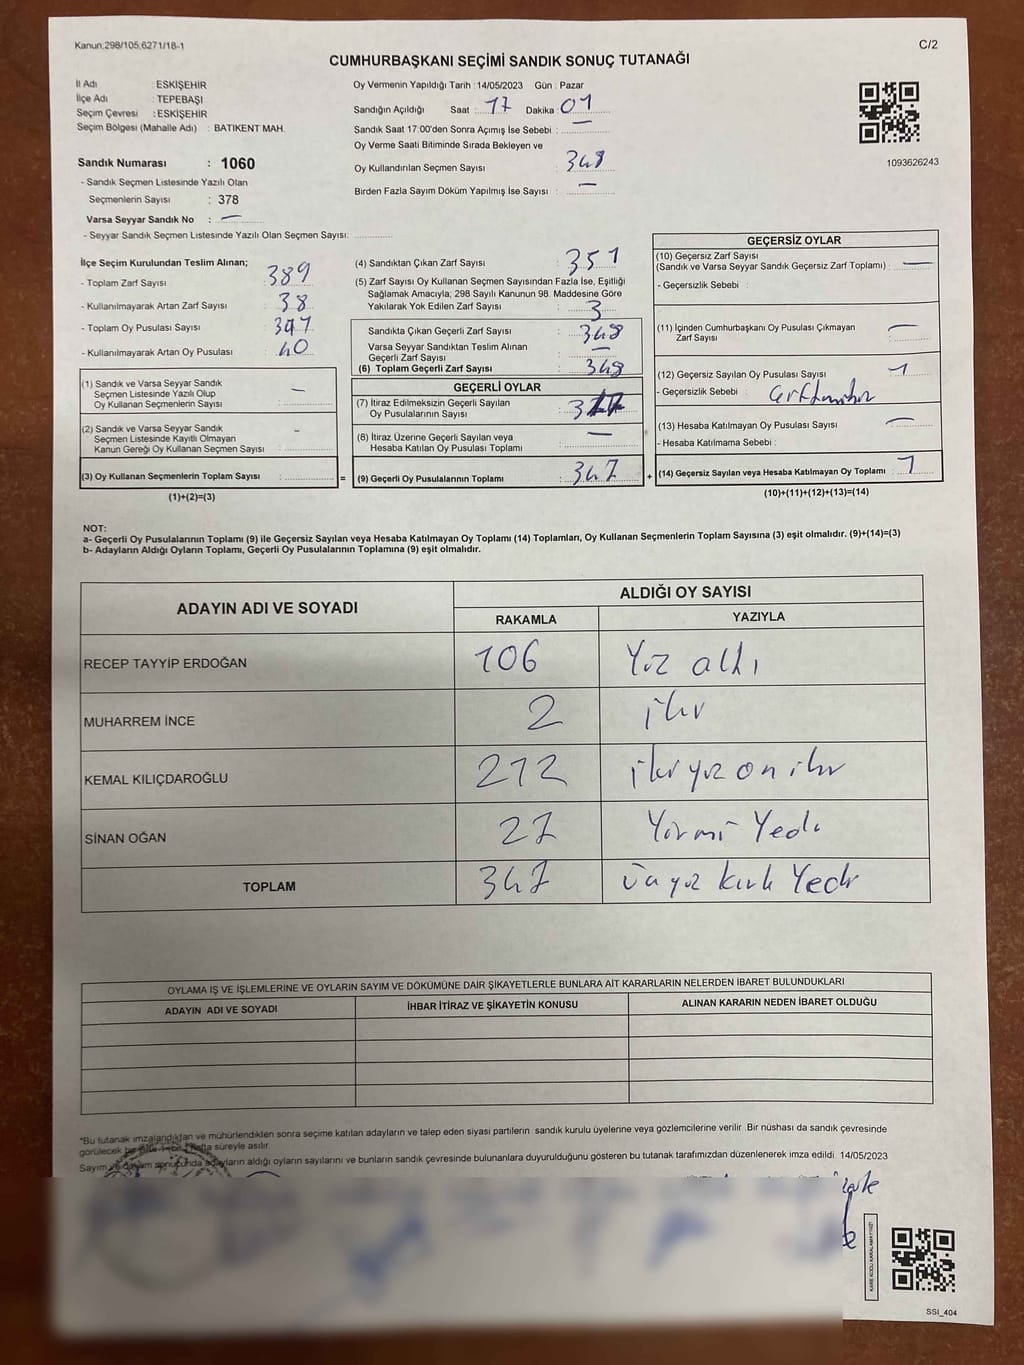 Kanun:298/105,6271/18-1
C/2
CUMHURBAŞKANI SEÇİMİ SANDIK SONUÇ TUTANAĞI
İl Adı : ESKİŞEHİR
İlçe Adı : TEPEBAŞI
Seçim Çevresi : ESKİŞEHİR
Seçim Bölgesi (Mahalle Adı) : BATIKENT MAH.
Sandık Numarası : 1060
- Sandık Seçmen Listesinde Yazılı Olan
Seçmenlerin Sayısı : 378
Varsa Seyyar Sandık No : —
- Seyyar Sandık Seçmen Listesinde Yazılı Olan Seçmen Sayısı:
Oy Vermenin Yapıldığı Tarih : 14/05/2023 Gün : Pazar
Sandığın Açıldığı Saat : 17 Dakika : 01
Sandık Saat 17:00'den Sonra Açımış İse Sebebi : —
Oy Verme Saati Bitiminde Sırada Bekleyen ve
Oy Kullandırılan Seçmen Sayısı : 348
Birden Fazla Sayım Döküm Yapılmış İse Sayısı : —
1093626243
İlçe Seçim Kurulundan Teslim Alınan;
- Toplam Zarf Sayısı : 389
- Kullanılmayarak Artan Zarf Sayısı : 38
- Toplam Oy Pusulası Sayısı :
- Kullanılmayarak Artan Oy Pusulası : 40
(1) Sandık ve Varsa Seyyar Sandık
Seçmen Listesinde Yazılı Olup
Oy Kullanan Seçmenlerin Sayısı : —
(2) Sandık ve Varsa Seyyar Sandık
Seçmen Listesinde Kayıtlı Olmayan
Kanun Gereği Oy Kullanan Seçmen Sayısı : –
(3) Oy Kullanan Seçmenlerin Toplam Sayısı : =
(1)+(2)=(3)
(4) Sandıktan Çıkan Zarf Sayısı : 351
(5) Zarf Sayısı Oy Kullanan Seçmen Sayısından Fazla İse, Eşitliği
Sağlamak Amacıyla; 298 Sayılı Kanunun 98. Maddesine Göre
Yakılarak Yok Edilen Zarf Sayısı : 3
Sandıkta Çıkan Geçerli Zarf Sayısı : 348
Varsa Seyyar Sandıktan Teslim Alınan
Geçerli Zarf Sayısı : —
(6) Toplam Geçerli Zarf Sayısı : 348
GEÇERLİ OYLAR
(7) İtiraz Edilmeksizin Geçerli Sayılan
Oy Pusulalarının Sayısı :
(8) İtiraz Üzerine Geçerli Sayılan veya
Hesaba Katılan Oy Pusulası Toplamı : —
(9) Geçerli Oy Pusulalarının Toplamı : 347 +
GEÇERSİZ OYLAR
(10) Geçersiz Zarf Sayısı
(Sandık ve Varsa Seyyar Sandık Geçersiz Zarf Toplamı) : —
- Geçersizlik Sebebi :
(11) İçinden Cumhurbaşkanı Oy Pusulası Çıkmayan
Zarf Sayısı : —
(12) Geçersiz Sayılan Oy Pusulası Sayısı : 1
- Geçersizlik Sebebi :
(13) Hesaba Katılmayan Oy Pusulası Sayısı : —
- Hesaba Katılmama Sebebi :
(14) Geçersiz Sayılan veya Hesaba Katılmayan Oy Toplamı : 1
(10)+(11)+(12)+(13)=(14)
NOT:
a- Geçerli Oy Pusulalarının Toplamı (9) ile Geçersiz Sayılan veya Hesaba Katılmayan Oy Toplamı (14) Toplamları, Oy Kullanan Seçmenlerin Toplam Sayısına (3) eşit olmalıdır. (9)+(14)=(3)
b- Adayların Aldığı Oyların Toplamı, Geçerli Oy Pusulalarının Toplamına (9) eşit olmalıdır.
ADAYIN ADI VE SOYADI
ALDIĞI OY SAYISI
RAKAMLA YAZIYLA
RECEP TAYYİP ERDOĞAN 106 Yüz altı
MUHARREM İNCE 2 iki
KEMAL KILIÇDAROĞLU 212 iki yüz on iki
SİNAN OĞAN 27 Yirmi Yedi
TOPLAM 347 Üç yüz kırk Yedi
OYLAMA İŞ VE İŞLEMLERİNE VE OYLARIN SAYIM VE DÖKÜMÜNE DAİR ŞİKAYETLERLE BUNLARA AİT KARARLARIN NELERDEN İBARET BULUNDUKLARI
ADAYIN ADI VE SOYADI İHBAR İTİRAZ VE ŞİKAYETİN KONUSU ALINAN KARARIN NEDEN İBARET OLDUĞU
"Bu tutanak imzalandıktan ve mühürlendikten sonra seçime katılan adayların ve talep eden siyasi partilerin sandık kurulu üyelerine veya gözlemcilerine verilir. Bir nüshası da sandık çevresinde
görülecek bir yere 1 (bir) hafta süreyle asılır.
Sayım ve döküm sonucunda adayların aldığı oyların sayılarını ve bunların sandık çevresinde bulunanlara duyurulduğunu gösteren bu tutanak tarafımızdan düzenlenerek imza edildi. 14/05/2023
KARE KODU KARALAMAYINIZ!
SSİ_404